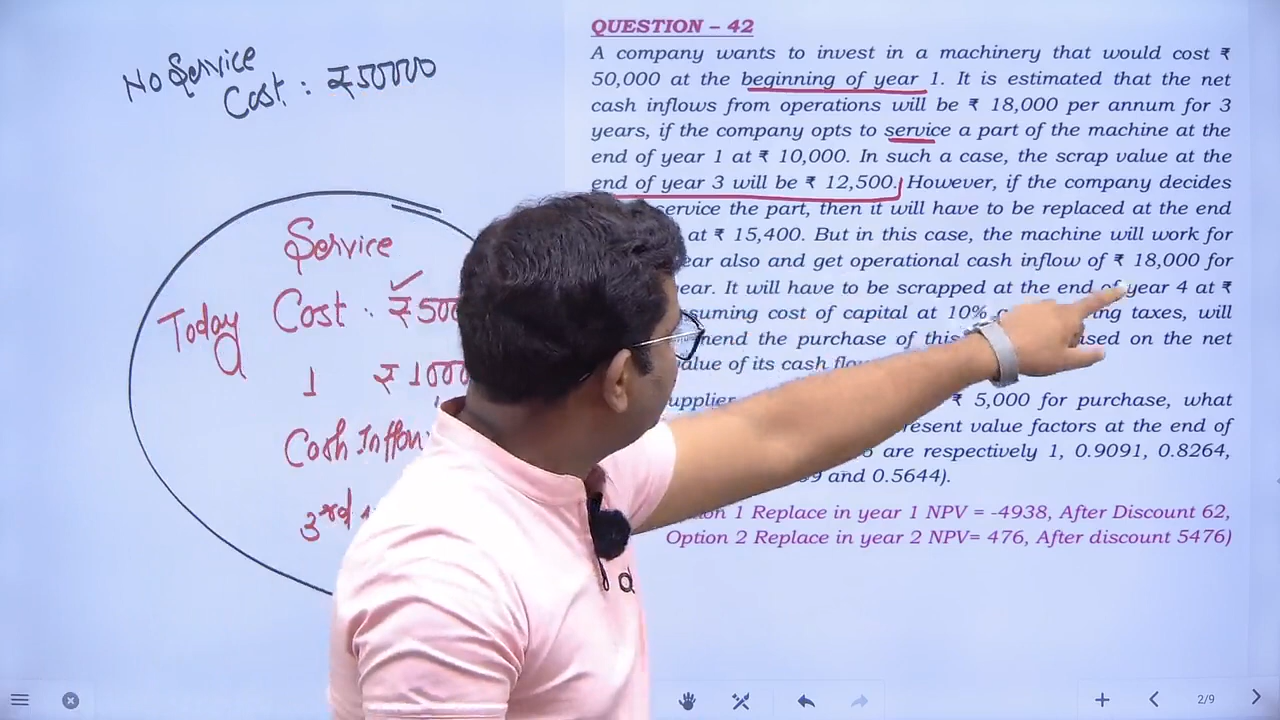 No Service
Cost : ₹50000
Service
Today Cost : ₹500
1 ₹1000
Cash Inflow
3rd
QUESTION – 42
A company wants to invest in a machinery that would cost ₹
50,000 at the beginning of year 1. It is estimated that the net
cash inflows from operations will be ₹ 18,000 per annum for 3
years, if the company opts to service a part of the machine at the
end of year 1 at ₹ 10,000. In such a case, the scrap value at the
end of year 3 will be ₹ 12,500. However, if the company decides
service the part, then it will have to be replaced at the end
at ₹ 15,400. But in this case, the machine will work for
also and get operational cash inflow of ₹ 18,000 for
It will have to be scrapped at the end of year 4 at ₹
cost of capital at 10% taxes, will
the purchase of this on the net
of its cash
₹ 5,000 for purchase, what
value factors at the end of
are respectively 1, 0.9091, 0.8264,
and 0.5644).
1 Replace in year 1 NPV = -4938, After Discount 62,
Option 2 Replace in year 2 NPV= 476, After discount 5476)
2/9